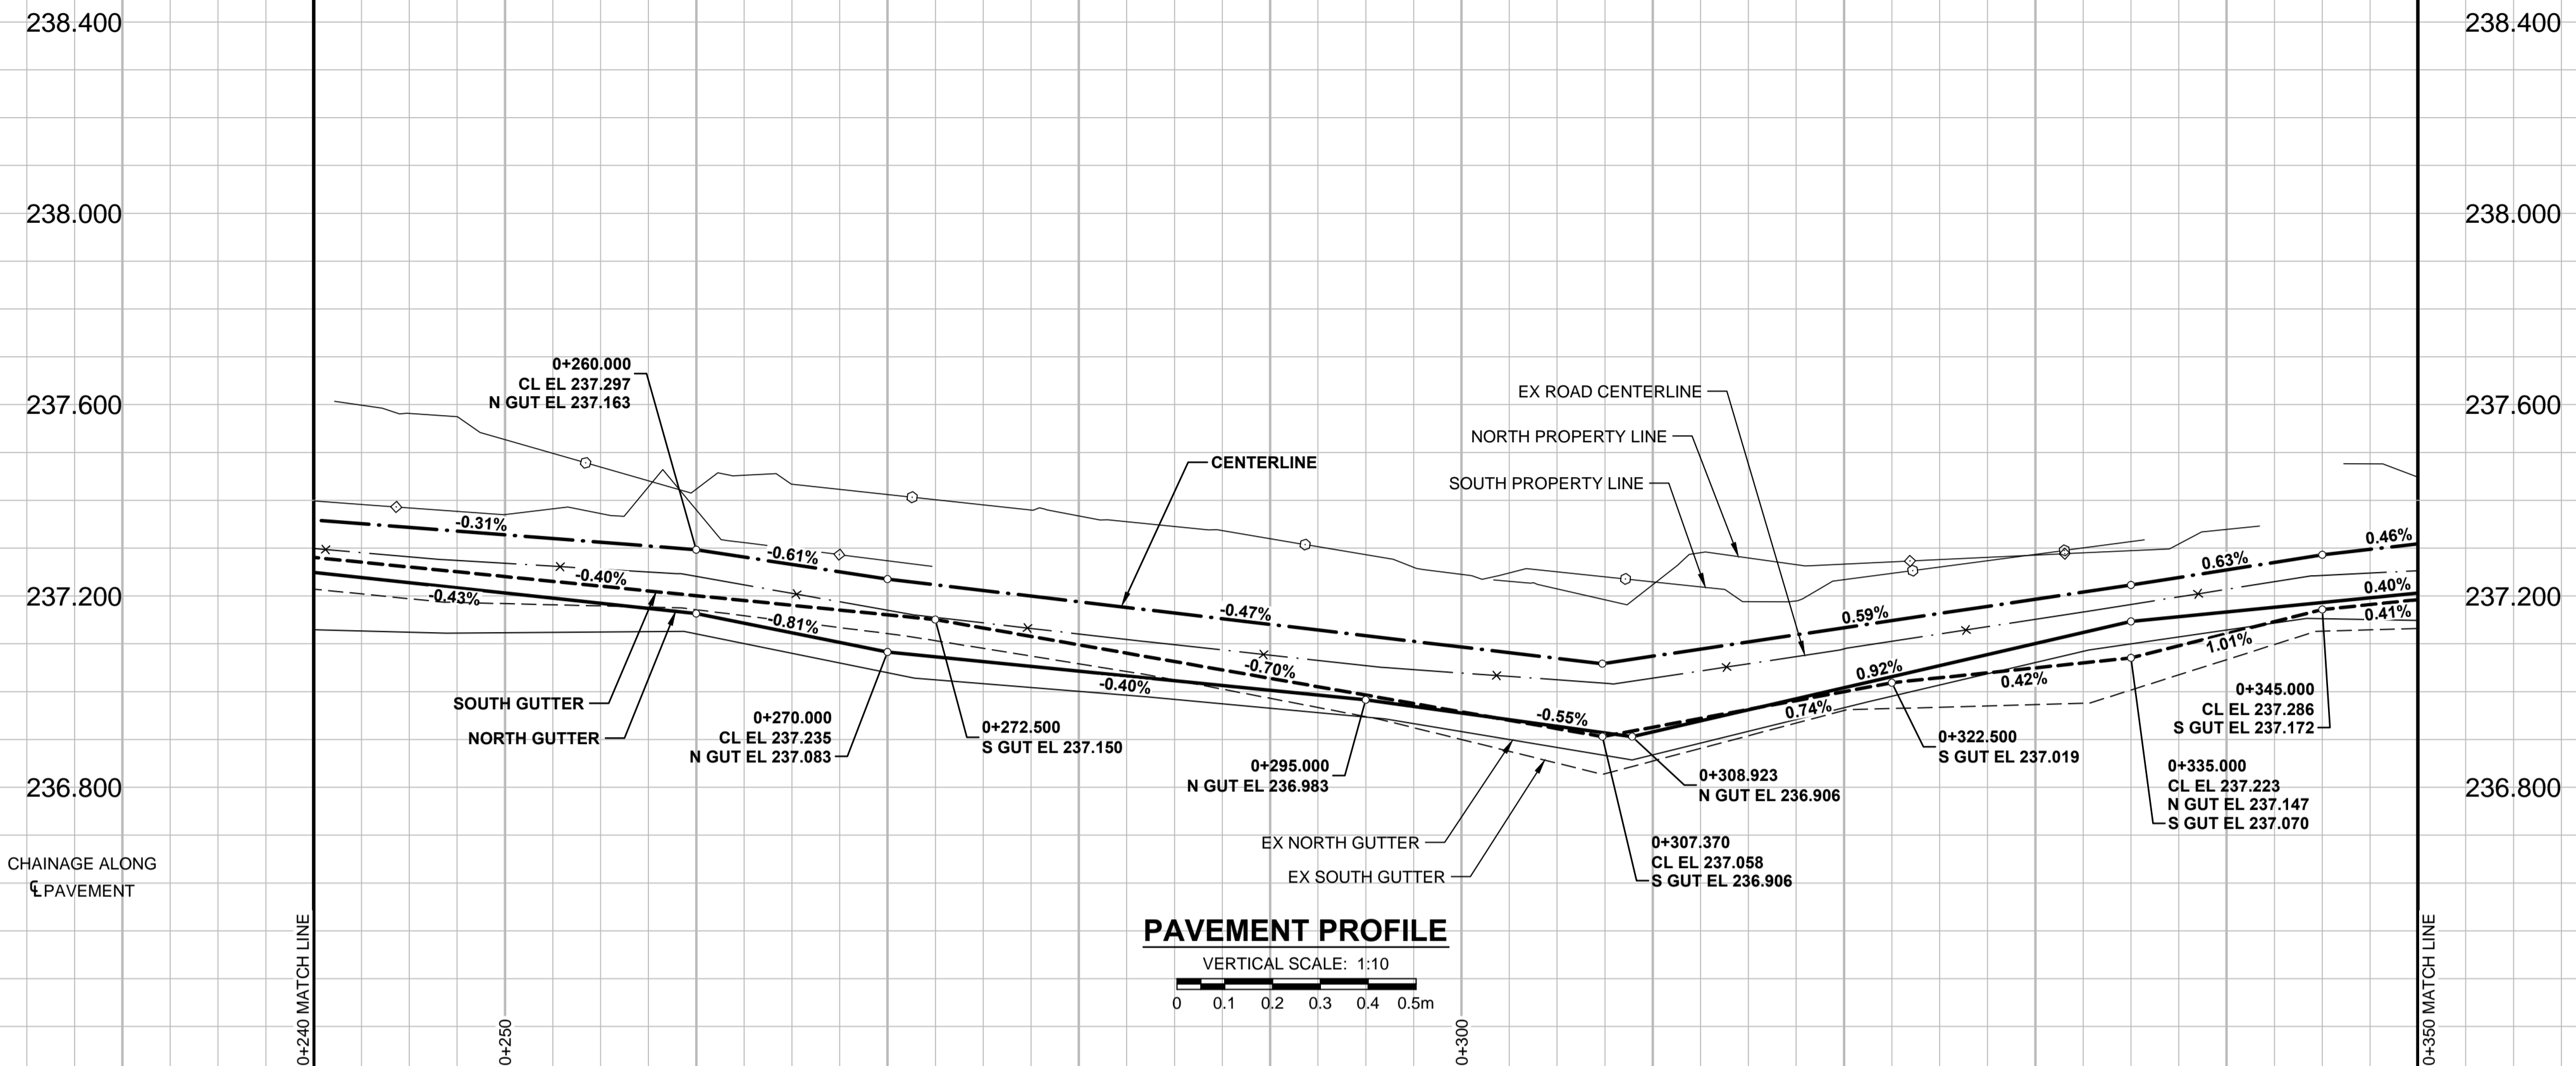 238.400
238.400
238.000
238.000
237.600
237.600
237.200
237.200
236.800
236.800
0+260.000
CL EL 237.297
N GUT EL 237.163
EX ROAD CENTERLINE
NORTH PROPERTY LINE
SOUTH PROPERTY LINE
CENTERLINE
-0.31%
-0.61%
-0.47%
0.59%
0.63%
0.46%
-0.40%
-0.43%
-0.81%
-0.70%
-0.40%
-0.55%
0.92%
0.74%
0.42%
1.01%
0.40%
0.41%
SOUTH GUTTER
NORTH GUTTER
0+270.000
CL EL 237.235
N GUT EL 237.083
0+272.500
S GUT EL 237.150
0+295.000
N GUT EL 236.983
0+308.923
N GUT EL 236.906
0+307.370
CL EL 237.058
S GUT EL 236.906
0+322.500
S GUT EL 237.019
0+345.000
CL EL 237.286
S GUT EL 237.172
0+335.000
CL EL 237.223
N GUT EL 237.147
S GUT EL 237.070
EX NORTH GUTTER
EX SOUTH GUTTER
CHAINAGE ALONG
℄ PAVEMENT
PAVEMENT PROFILE
VERTICAL SCALE: 1:10
0 0.1 0.2 0.3 0.4 0.5m
0+240 MATCH LINE
0+250
0+300
0+350 MATCH LINE